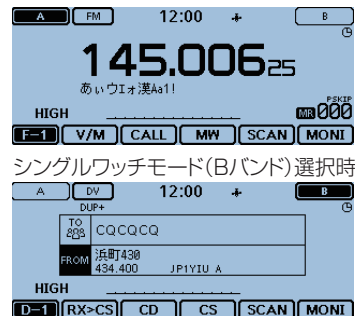 A FM 12:00 B
145.00625
あぃウエォ漢Aa1!
PSKIP
HIGH MR 000
F-1 V/M CALL MW SCAN MONI
シングルワッチモード(Bバンド)選択時
A DV 12:00 B
DUP+
TO CQCQCQ
FROM 浜町430
434.400 JP1YIU A
HIGH
D-1 RX>CS CD CS SCAN MONI